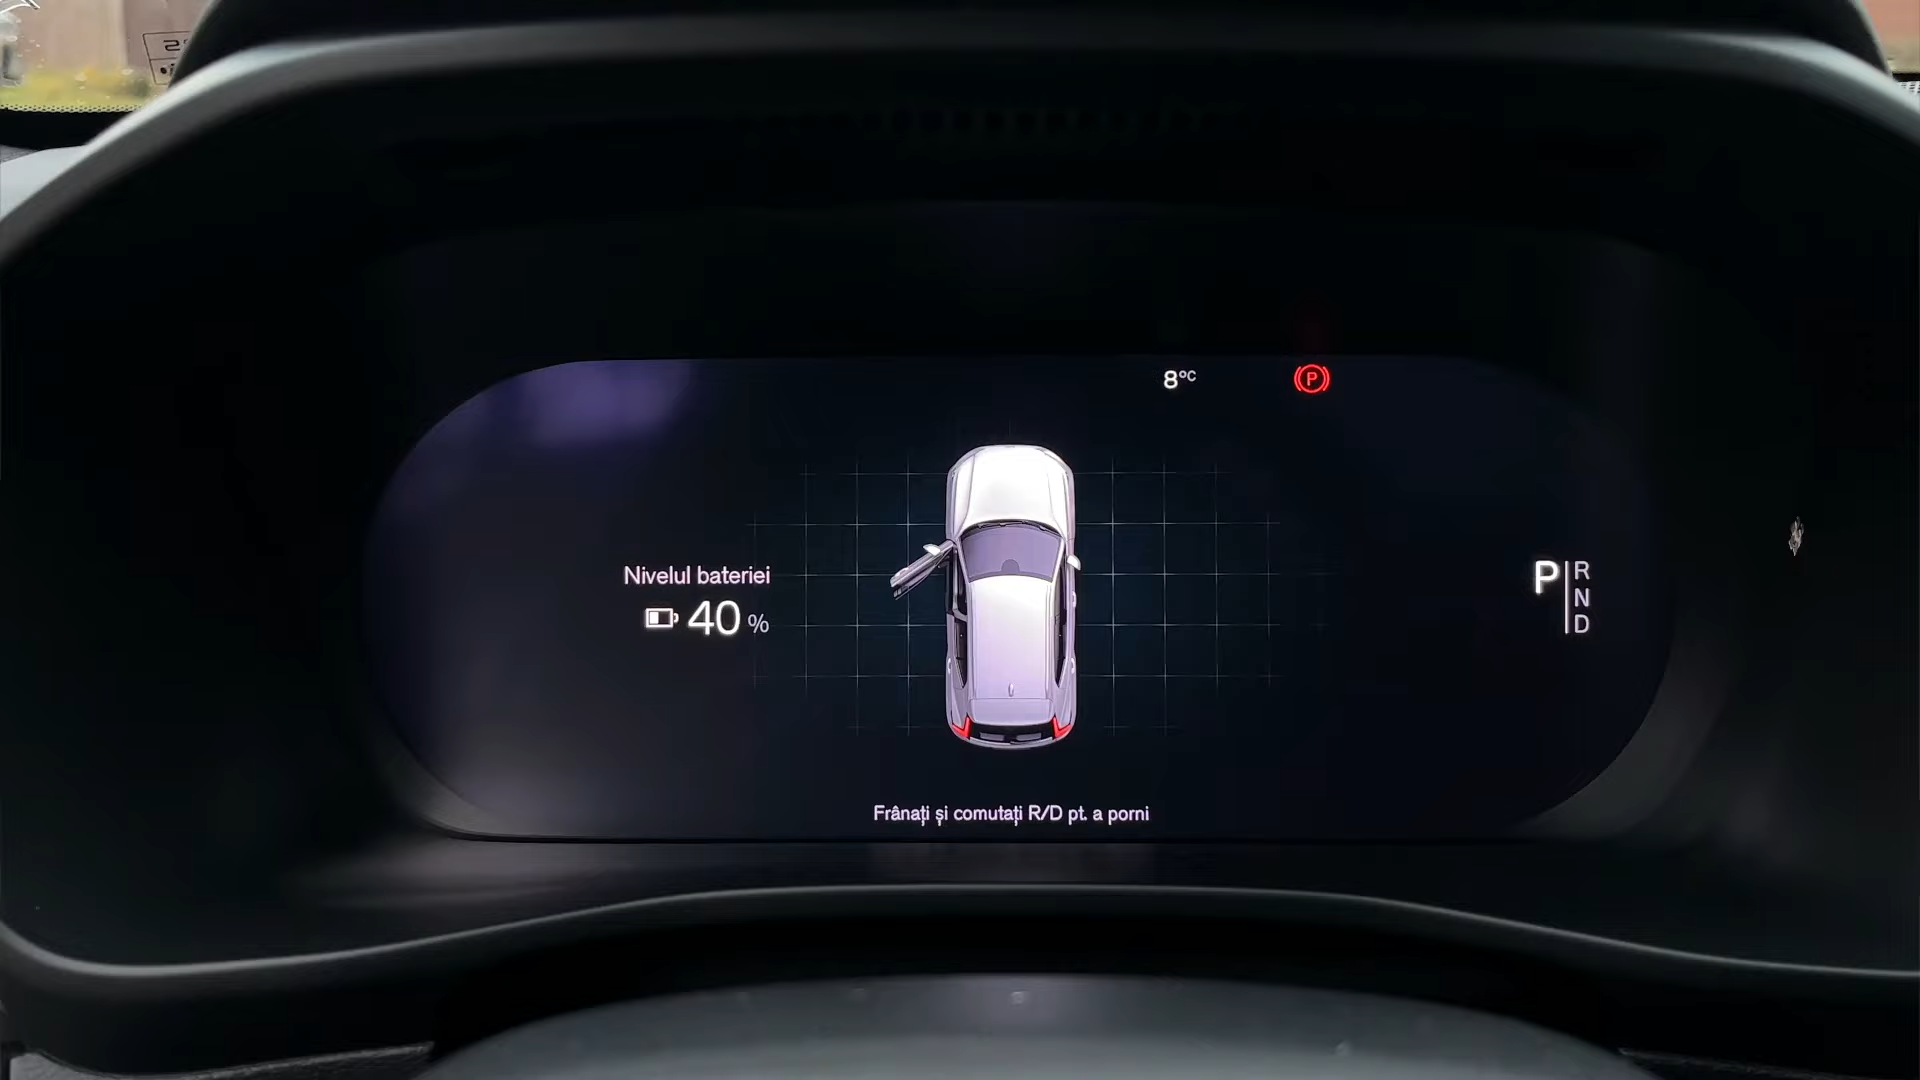 8°C
P
Nivelul bateriei
40 %
P
R
N
D
Frânați și comutați R/D pt. a porni